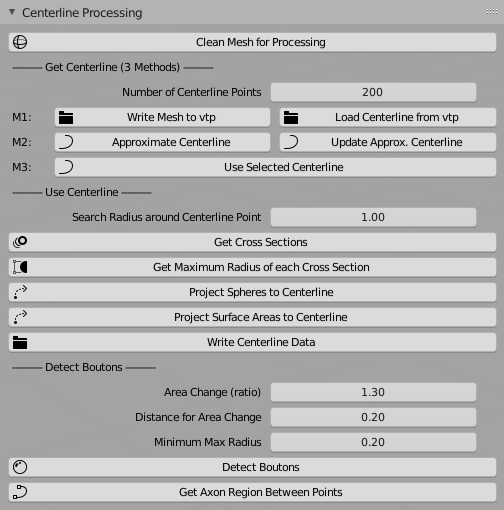 Centerline Processing
Clean Mesh for Processing
--------- Get Centerline (3 Methods) ---------
Number of Centerline Points 200
M1: Write Mesh to vtp Load Centerline from vtp
M2: Approximate Centerline Update Approx. Centerline
M3: Use Selected Centerline
--------- Use Centerline ---------
Search Radius around Centerline Point 1.00
Get Cross Sections
Get Maximum Radius of each Cross Section
Project Spheres to Centerline
Project Surface Areas to Centerline
Write Centerline Data
--------- Detect Boutons ---------
Area Change (ratio) 1.30
Distance for Area Change 0.20
Minimum Max Radius 0.20
Detect Boutons
Get Axon Region Between Points